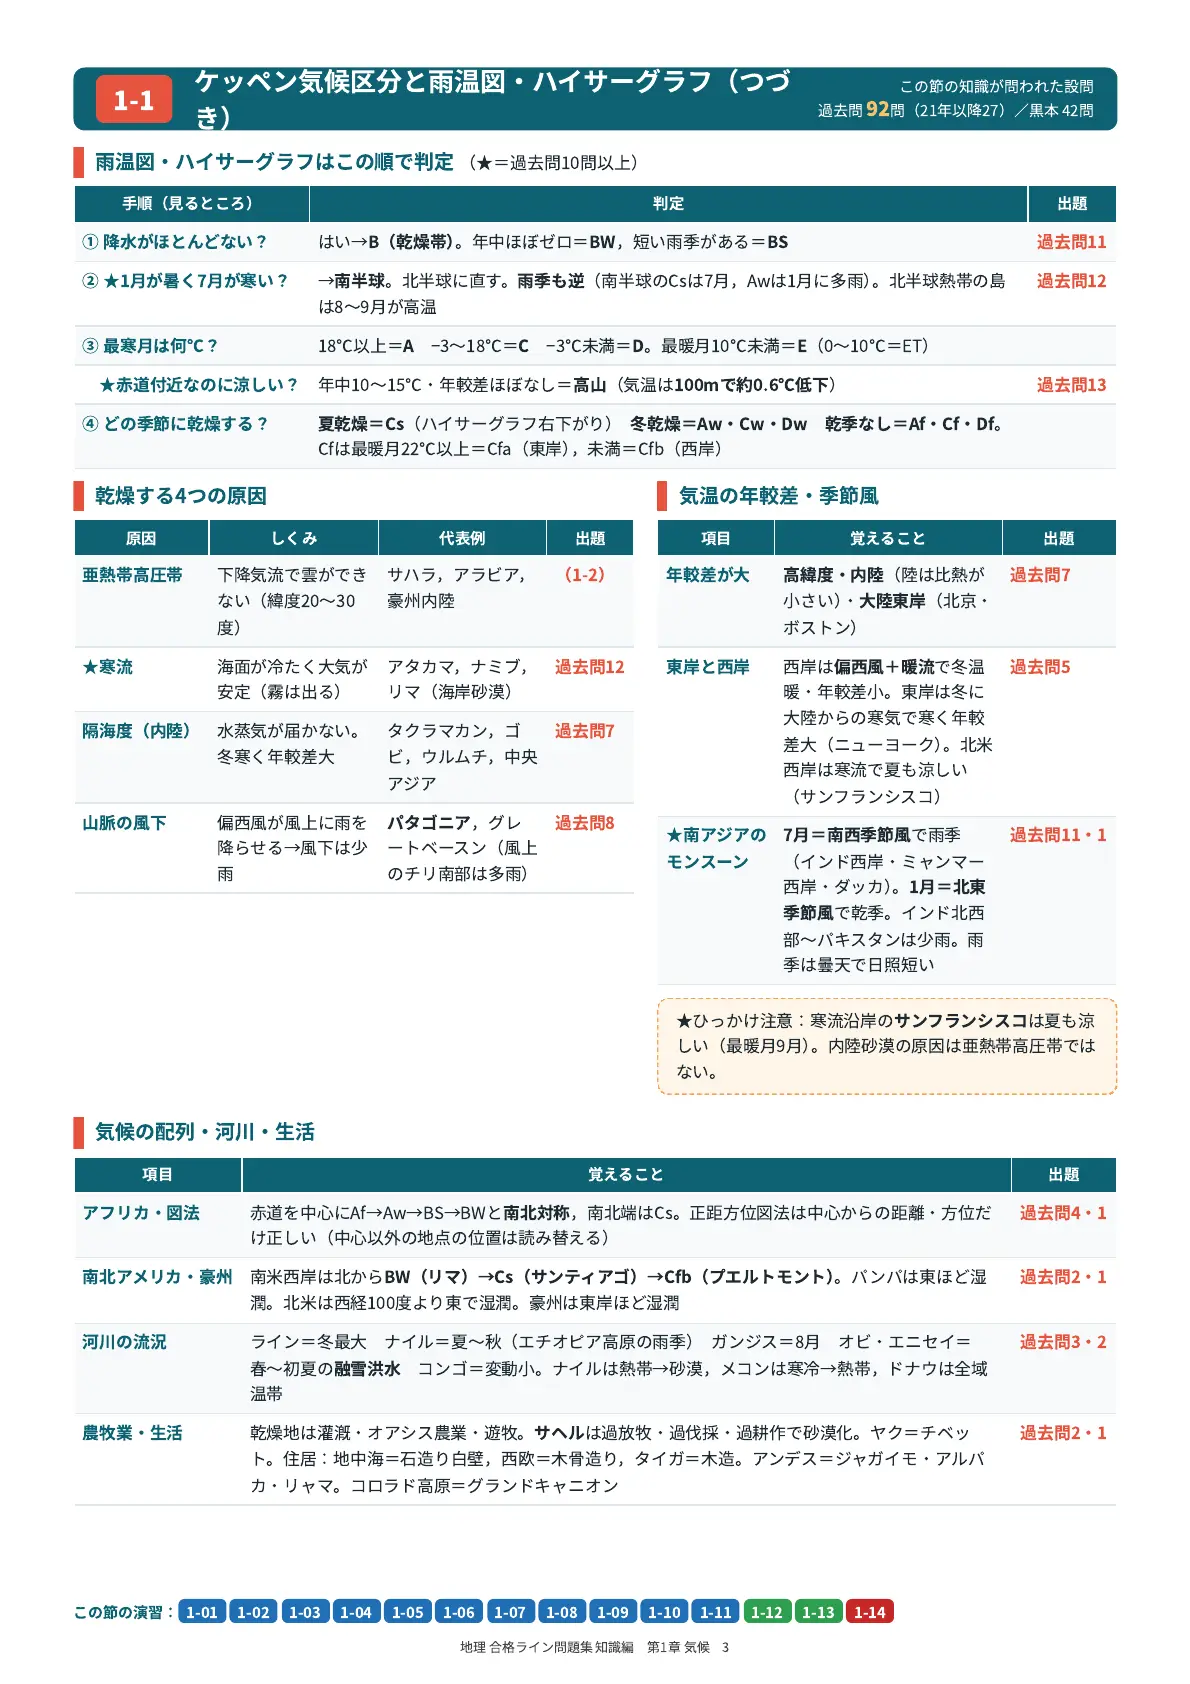 1-1
ケッペン気候区分と雨温図・ハイサーグラフ（つづ
き）
この節の知識が問われた設問
過去問 92問（21年以降27）／黒本 42問
雨温図・ハイサーグラフはこの順で判定 （★＝過去問10問以上）
手順（見るところ） 判定 出題
① 降水がほとんどない？ はい→B（乾燥帯）。年中ほぼゼロ＝BW，短い雨季がある＝BS 過去問11
② ★1月が暑く7月が寒い？ →南半球。北半球に直す。雨季も逆（南半球のCsは7月，Awは1月に多雨）。北半球熱帯の島 過去問12
は8〜9月が高温
③ 最寒月は何℃？ 18℃以上＝A　−3〜18℃＝C　−3℃未満＝D。最暖月10℃未満＝E（0〜10℃＝ET）
★赤道付近なのに涼しい？ 年中10〜15℃・年較差ほぼなし＝高山（気温は100mで約0.6℃低下） 過去問13
④ どの季節に乾燥する？ 夏乾燥＝Cs（ハイサーグラフ右下がり）　冬乾燥＝Aw・Cw・Dw　乾季なし＝Af・Cf・Df。
Cfは最暖月22℃以上＝Cfa（東岸），未満＝Cfb（西岸）
乾燥する4つの原因
原因 しくみ 代表例 出題
亜熱帯高圧帯 下降気流で雲ができ サハラ，アラビア， （1-2）
ない（緯度20〜30 豪州内陸
度）
★寒流 海面が冷たく大気が アタカマ，ナミブ， 過去問12
安定（霧は出る） リマ（海岸砂漠）
隔海度（内陸） 水蒸気が届かない。 タクラマカン，ゴ 過去問7
冬寒く年較差大 ビ，ウルムチ，中央
アジア
山脈の風下 偏西風が風上に雨を パタゴニア，グレ 過去問8
降らせる→風下は少 ートベースン（風上
雨 のチリ南部は多雨）
気温の年較差・季節風
項目 覚えること 出題
年較差が大 高緯度・内陸（陸は比熱が 過去問7
小さい）・大陸東岸（北京・
ボストン）
東岸と西岸 西岸は偏西風＋暖流で冬温 過去問5
暖・年較差小。東岸は冬に
大陸からの寒気で寒く年較
差大（ニューヨーク）。北米
西岸は寒流で夏も涼しい
（サンフランシスコ）
★南アジアの 7月＝南西季節風で雨季 過去問11・1
モンスーン （インド西岸・ミャンマー
西岸・ダッカ）。1月＝北東
季節風で乾季。インド北西
部〜パキスタンは少雨。雨
季は曇天で日照短い
★ひっかけ注意：寒流沿岸のサンフランシスコは夏も涼
しい（最暖月9月）。内陸砂漠の原因は亜熱帯高圧帯では
ない。
気候の配列・河川・生活
項目 覚えること 出題
アフリカ・図法 赤道を中心にAf→Aw→BS→BWと南北対称，南北端はCs。正距方位図法は中心からの距離・方位だ 過去問4・1
け正しい（中心以外の地点の位置は読み替える）
南北アメリカ・豪州 南米西岸は北からBW（リマ）→Cs（サンティアゴ）→Cfb（プエルトモント）。パンパは東ほど湿 過去問2・1
潤。北米は西経100度より東で湿潤。豪州は東岸ほど湿潤
河川の流況 ライン＝冬最大　ナイル＝夏〜秋（エチオピア高原の雨季）　ガンジス＝8月　オビ・エニセイ＝ 過去問3・2
春〜初夏の融雪洪水　コンゴ＝変動小。ナイルは熱帯→砂漠，メコンは寒冷→熱帯，ドナウは全域
温帯
農牧業・生活 乾燥地は灌漑・オアシス農業・遊牧。サヘルは過放牧・過伐採・過耕作で砂漠化。ヤク＝チベッ 過去問2・1
ト。住居：地中海＝石造り白壁，西欧＝木骨造り，タイガ＝木造。アンデス＝ジャガイモ・アルパ
カ・リャマ。コロラド高原＝グランドキャニオン
この節の演習： 1-01 1-02 1-03 1-04 1-05 1-06 1-07 1-08 1-09 1-10 1-11 1-12 1-13 1-14
地理 合格ライン問題集 知識編　第1章 気候　3